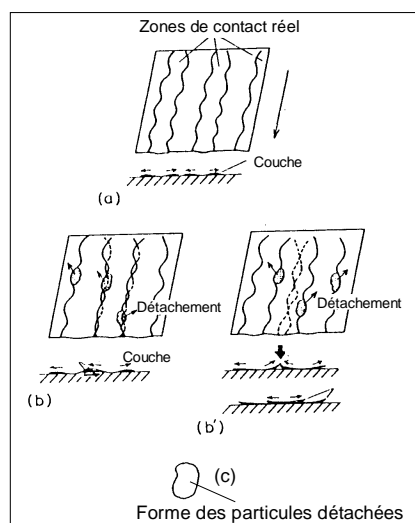 Zones de contact réel
Couche
(a)
Détachement
Détachement
Couche
(b)
(b')
(c)
Forme des particules détachées